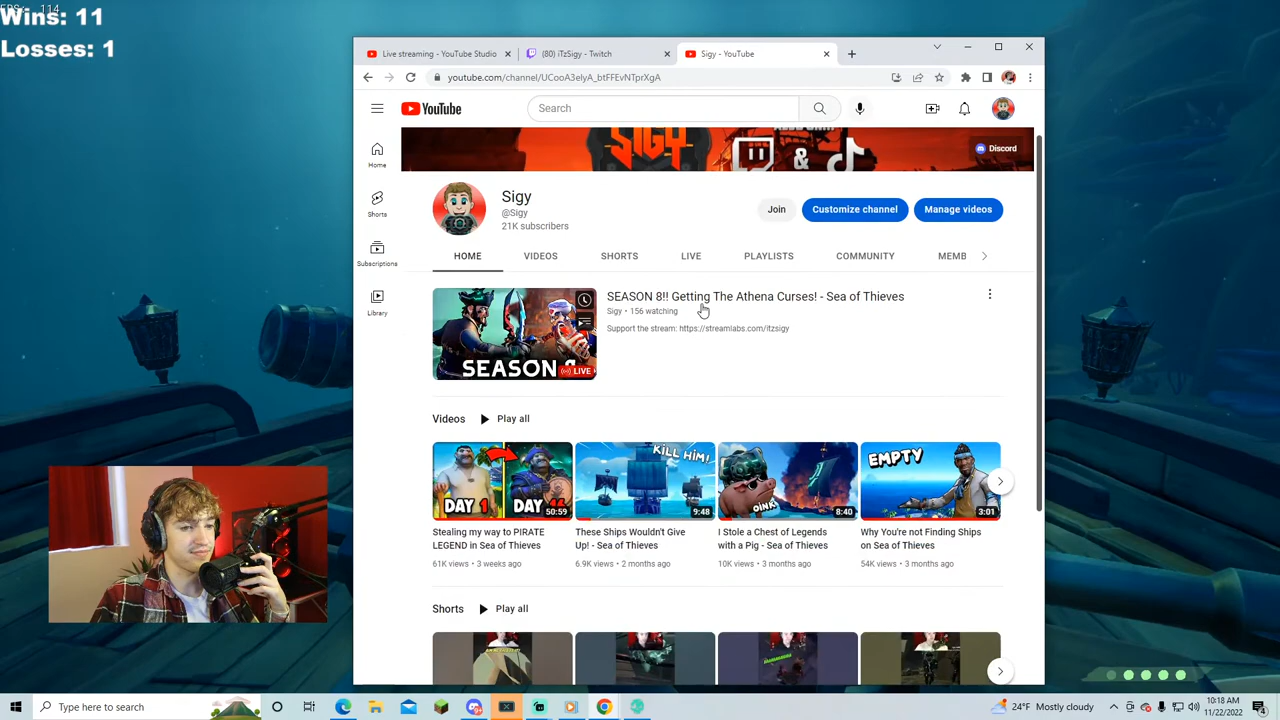 FPS: 114
Wins: 11
Losses: 1
Live streaming - YouTube Studio
(80) iTzSigy - Twitch
Sigy - YouTube
youtube.com/channel/UCooA3elyA_btFFEvNTprXgA
YouTube
Search
SIGY
&
Discord
Home
Shorts
Subscriptions
Library
Sigy
@Sigy
21K subscribers
Join
Customize channel
Manage videos
HOME
VIDEOS
SHORTS
LIVE
PLAYLISTS
COMMUNITY
MEMB
SEASON 8!! Getting The Athena Curses! - Sea of Thieves
Sigy • 156 watching
Support the stream: https://streamlabs.com/itzsigy
SEASON
LIVE
Videos
Play all
DAY 1
DAY
50:59
KILL HIM!
9:48
OINK!
8:40
EMPTY
3:01
Stealing my way to PIRATE
LEGEND in Sea of Thieves
61K views • 3 weeks ago
These Ships Wouldn't Give
Up! - Sea of Thieves
6.9K views • 2 months ago
I Stole a Chest of Legends
with a Pig - Sea of Thieves
10K views • 3 months ago
Why You're not Finding Ships
on Sea of Thieves
54K views • 3 months ago
Shorts
Play all
Type here to search
24°F Mostly cloudy
10:18 AM
11/22/2022
4